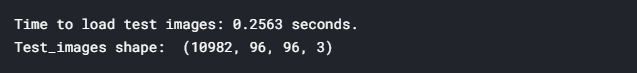 Time to load test images: 0.2563 seconds.
Test_images shape:  (10982, 96, 96, 3)